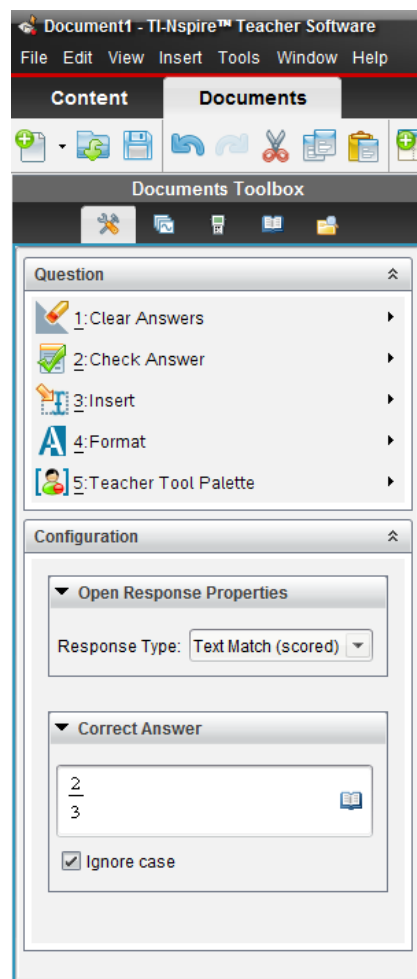 Document1 - TI-Nspire™ Teacher Software
File Edit View Insert Tools Window Help
Content Documents
Documents Toolbox
Question
1:Clear Answers
2:Check Answer
3:Insert
4:Format
5:Teacher Tool Palette
Configuration
Open Response Properties
Response Type: Text Match (scored)
Correct Answer
2
3
Ignore case